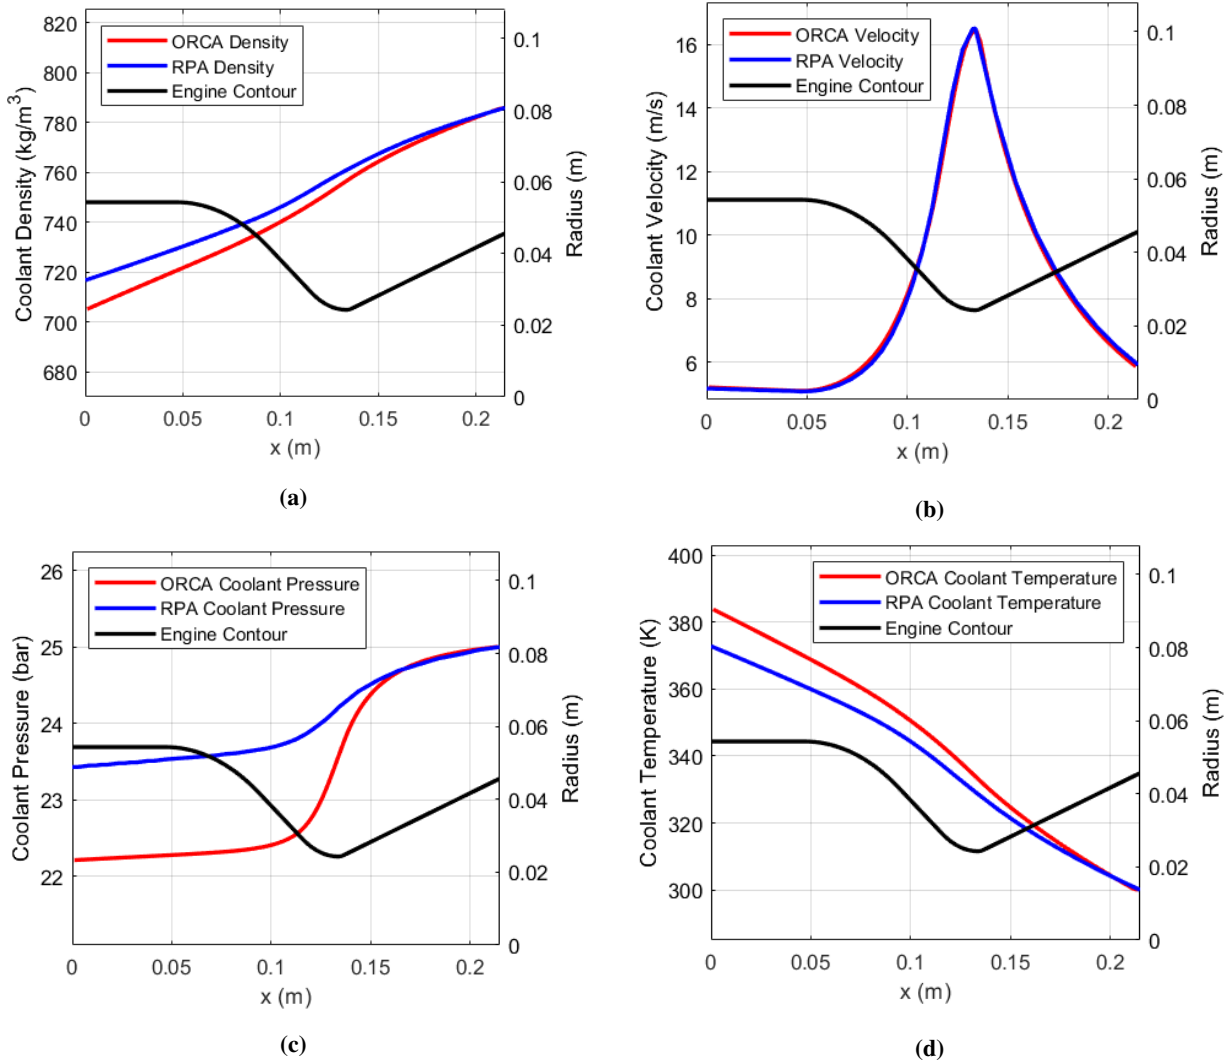 ORCA Density
RPA Density
Engine Contour
820
800
780
760
740
720
700
680
0.1
0.08
0.06
0.04
0.02
0
0
0.05
0.1
0.15
0.2
Coolant Density (kg/m³)
Radius (m)
x (m)
(a)
ORCA Velocity
RPA Velocity
Engine Contour
16
14
12
10
8
6
0.1
0.08
0.06
0.04
0.02
0
0
0.05
0.1
0.15
0.2
Coolant Velocity (m/s)
Radius (m)
x (m)
(b)
ORCA Coolant Pressure
RPA Coolant Pressure
Engine Contour
26
25
24
23
22
0.1
0.08
0.06
0.04
0.02
0
0
0.05
0.1
0.15
0.2
Coolant Pressure (bar)
Radius (m)
x (m)
(c)
ORCA Coolant Temperature
RPA Coolant Temperature
Engine Contour
400
380
360
340
320
300
0.1
0.08
0.06
0.04
0.02
0
0
0.05
0.1
0.15
0.2
Coolant Temperature (K)
Radius (m)
x (m)
(d)